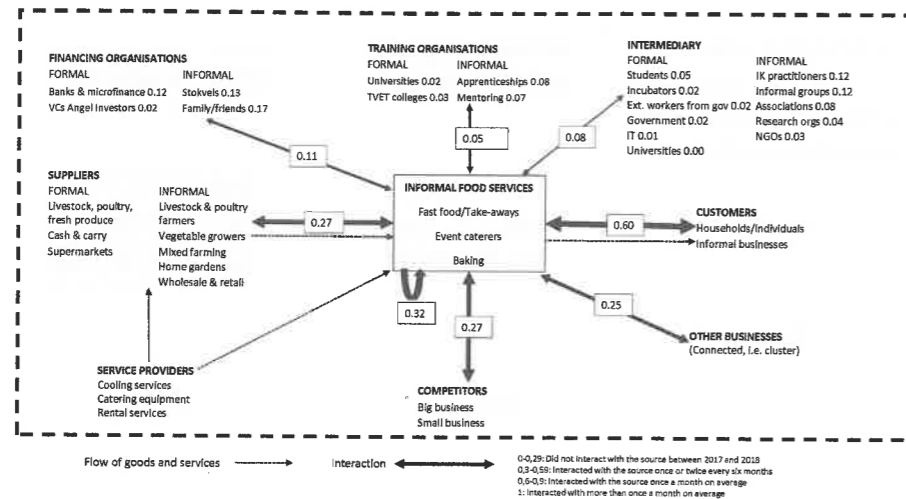 FINANCING ORGANISATIONS
FORMAL
Banks & microfinance 0.12
VCs Angel Investors 0.02
INFORMAL
Stokvels 0.13
Family/friends 0.17
TRAINING ORGANISATIONS
FORMAL
Universities 0.02
TVET colleges 0.03
INFORMAL
Apprenticeships 0.08
Mentoring 0.07
INTERMEDIARY
FORMAL
Students 0.05
Incubators 0.02
Ext. workers from gov 0.02
Government 0.02
IT 0.01
Universities 0.00
INFORMAL
IK practitioners 0.12
Informal groups 0.12
Associations 0.08
Research orgs 0.04
NGOs 0.03
0.11
0.05
0.08
SUPPLIERS
FORMAL
Livestock, poultry,
fresh produce
Cash & carry
Supermarkets
INFORMAL
Livestock & poultry
farmers
Vegetable growers
Mixed farming
Home gardens
Wholesale & retail
0.27
INFORMAL FOOD SERVICES
Fast food/Take-aways
Event caterers
Baking
0.60
CUSTOMERS
Households/individuals
Informal businesses
0.32
0.27
0.25
OTHER BUSINESSES
(Connected, i.e. cluster)
SERVICE PROVIDERS
Cooling services
Catering equipment
Rental services
COMPETITORS
Big business
Small business
Flow of goods and services
Interaction
0-0,29: Did not interact with the source between 2017 and 2018
0,3-0,59: Interacted with the source once or twice every six months
0,6-0,9: Interacted with the source once a month on average
1: Interacted with more than once a month on average